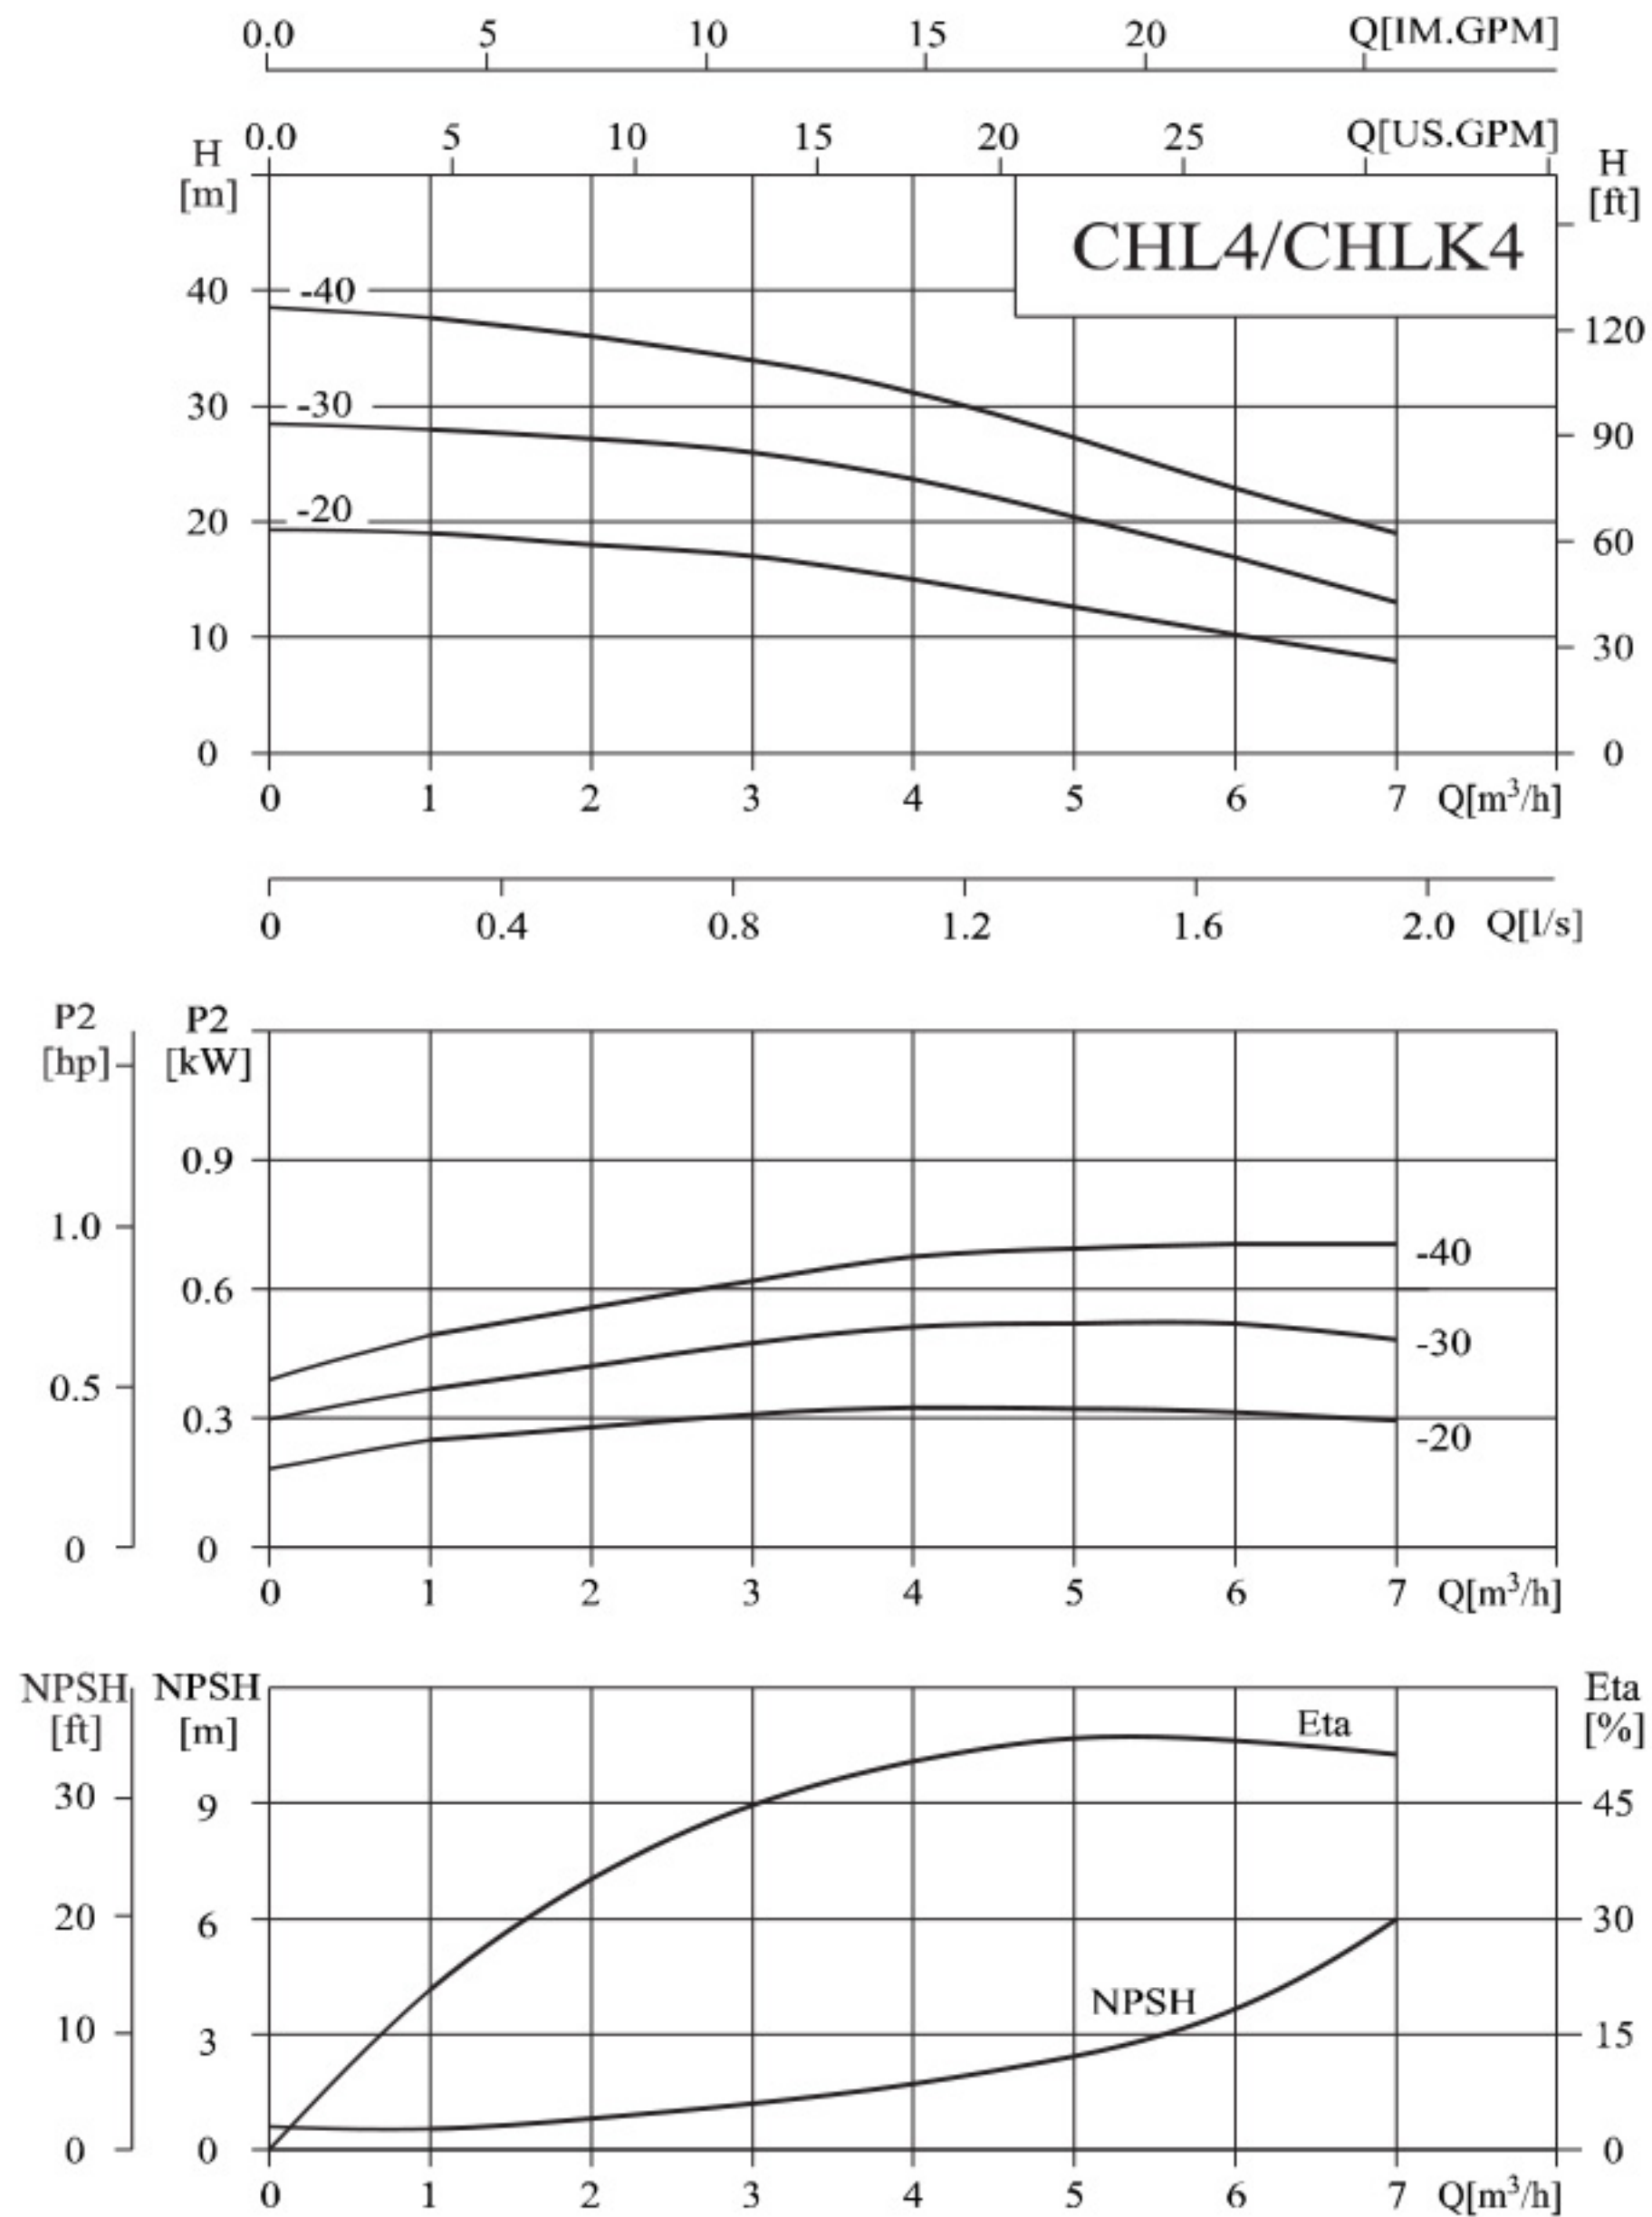 0.0 5 10 15 20 Q[IM.GPM]
0.0 5 10 15 20 25 Q[US.GPM]
H
[m]
H
[ft]
CHL4/CHLK4
40
-40
120
30
-30
90
20
-20
60
10
30
0
0
0 1 2 3 4 5 6 7 Q[m³/h]
0 0.4 0.8 1.2 1.6 2.0 Q[l/s]
P2
[hp]
P2
[kW]
0.9
1.0
-40
0.6
-30
0.5
0.3
-20
0
0
0 1 2 3 4 5 6 7 Q[m³/h]
NPSH
[ft]
NPSH
[m]
Eta
[%]
Eta
30
9
45
20
6
30
NPSH
10
3
15
0
0
0
0 1 2 3 4 5 6 7 Q[m³/h]